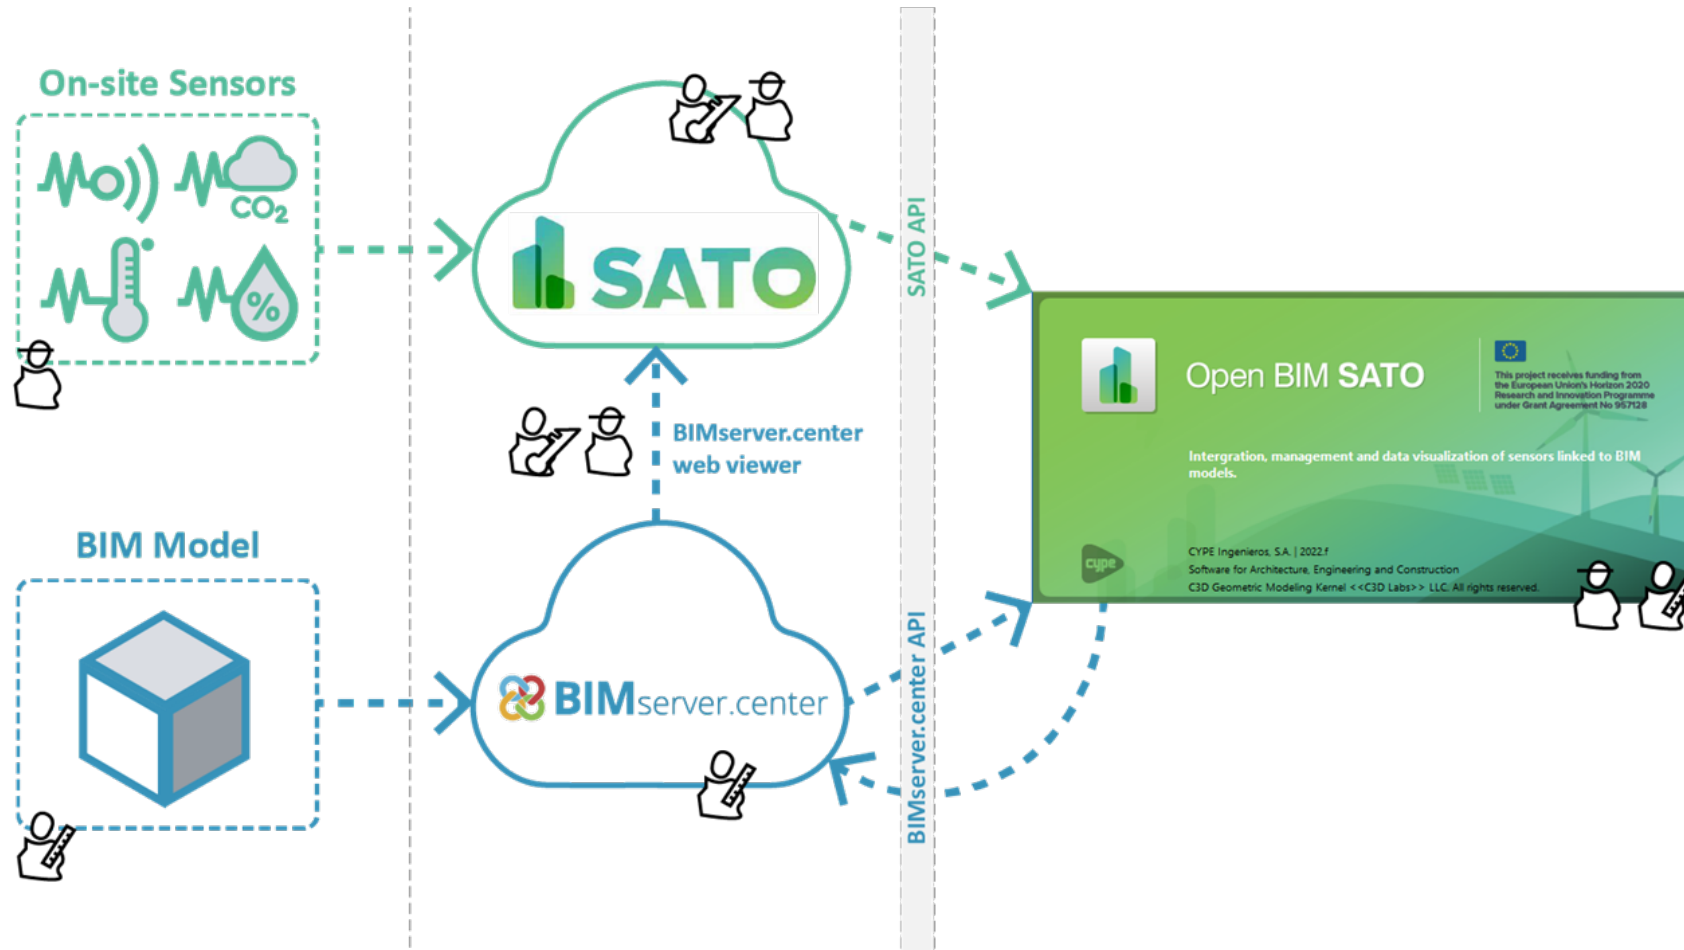 On-site Sensors
CO2
%
SATO
SATO API
BIMserver.center
web viewer
BIM Model
BIMserver.center
BIMserver.center API
Open BIM SATO
This project receives funding from
the European Union's Horizon 2020
Research and Innovation Programme
under Grant Agreement No 957128
Intergration, management and data visualization of sensors linked to BIM
models.
cype
CYPE Ingenieros, S.A. | 2022.f
Software for Architecture, Engineering and Construction
C3D Geometric Modeling Kernel <<C3D Labs>> LLC. All rights reserved.